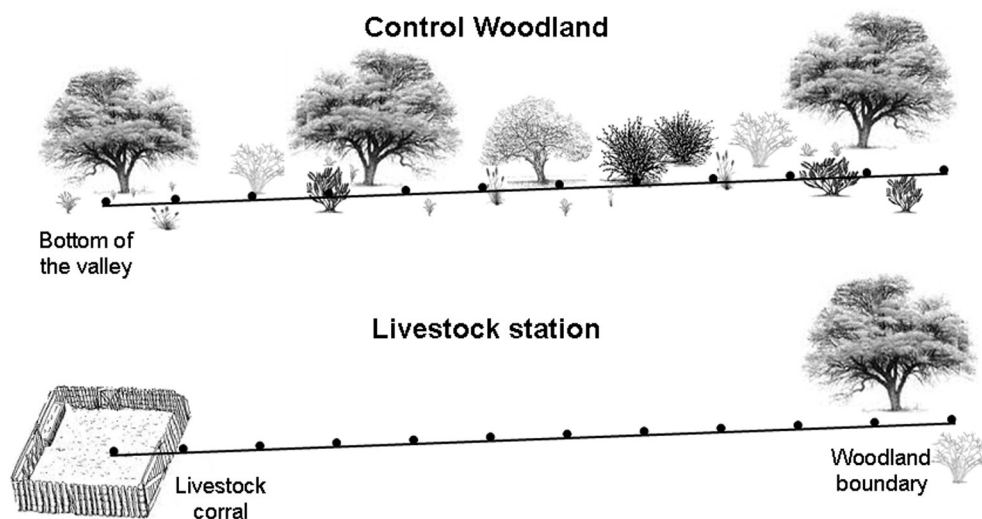 Control Woodland
Bottom of
the valley
Livestock station
Livestock
corral
Woodland
boundary